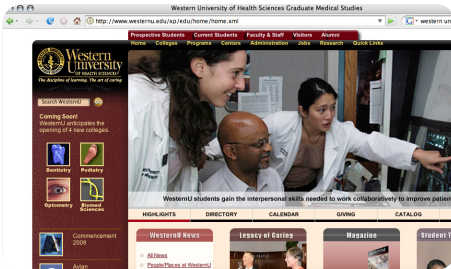 Western University of Health Sciences Graduate Medical Studies
http://www.westernu.edu/xp/edu/home/home.xml
western un
Prospective Students Current Students Faculty & Staff Visitors Alumni
Home Colleges Programs Centers Administration Jobs Research Quick Links
Western
University
OF HEALTH SCIENCES
The discipline of learning. The art of caring
Search WesternU
Coming Soon!
WesternU anticipates the
opening of 4 new colleges.
Dentistry Podiatry
Optometry Biomed
Sciences
WesternU students gain the interpersonal skills needed to work collaboratively to improve patien
HIGHLIGHTS DIRECTORY CALENDAR GIVING CATALOG
WesternU News Legacy of Caring Magazine Student T
Commencement
2008
All News
People/Places at WesternU
Avian